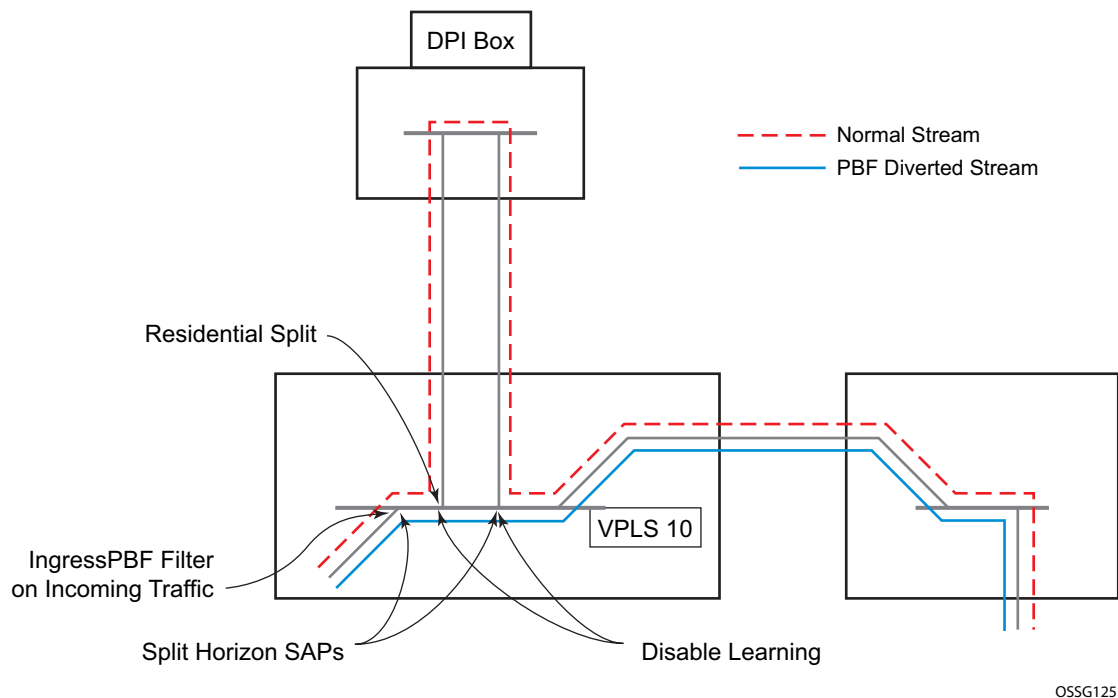 DPI Box
Normal Stream
PBF Diverted Stream
Residential Split
VPLS 10
IngressPBF Filter
on Incoming Traffic
Split Horizon SAPs
Disable Learning
OSSG125